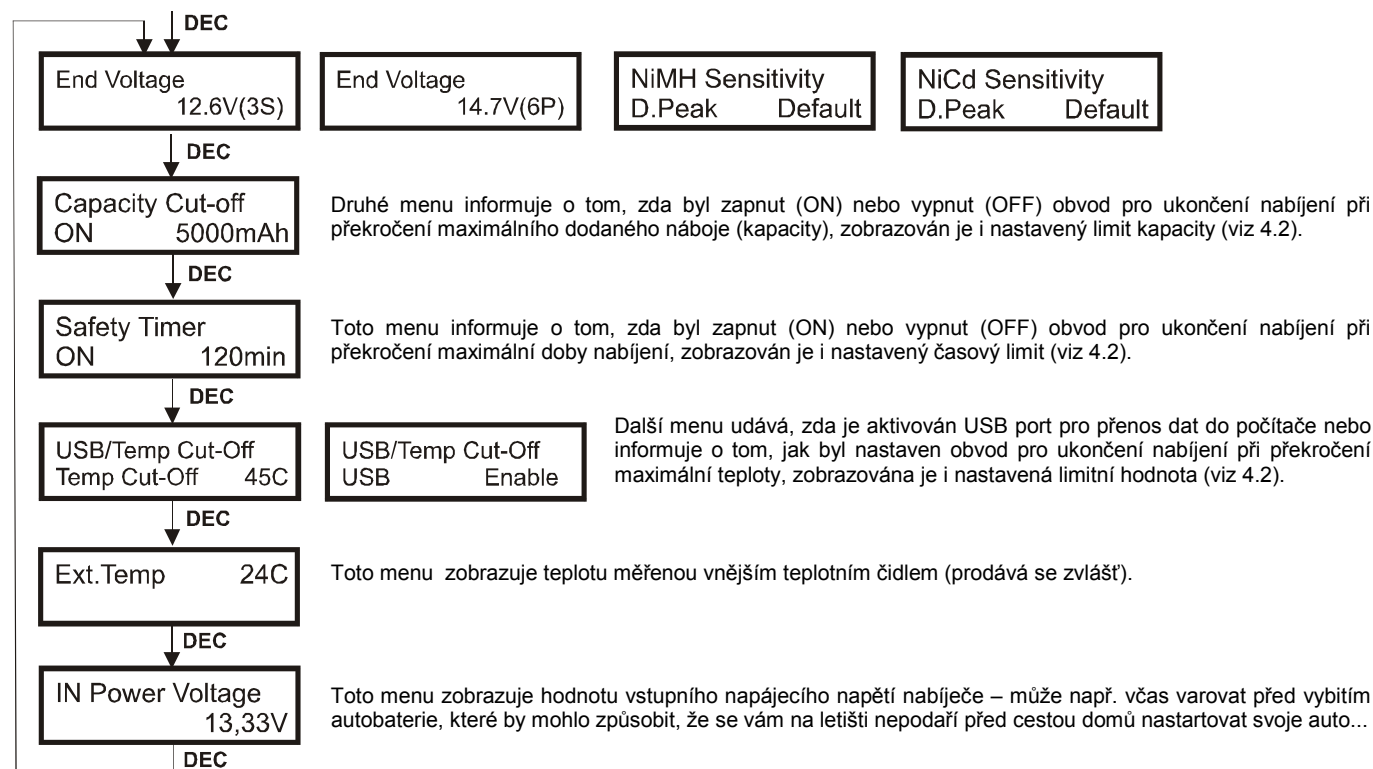 DEC
End Voltage
12.6V(3S)
End Voltage
14.7V(6P)
NiMH Sensitivity
D.Peak Default
NiCd Sensitivity
D.Peak Default
DEC
Capacity Cut-off
ON 5000mAh
Druhé menu informuje o tom, zda byl zapnut (ON) nebo vypnut (OFF) obvod pro ukončení nabíjení při
překročení maximálního dodaného náboje (kapacity), zobrazován je i nastavený limit kapacity (viz 4.2).
DEC
Safety Timer
ON 120min
Toto menu informuje o tom, zda byl zapnut (ON) nebo vypnut (OFF) obvod pro ukončení nabíjení při
překročení maximální doby nabíjení, zobrazován je i nastavený časový limit (viz 4.2).
DEC
USB/Temp Cut-Off
Temp Cut-Off 45C
USB/Temp Cut-Off
USB Enable
Další menu udává, zda je aktivován USB port pro přenos dat do počítače nebo
informuje o tom, jak byl nastaven obvod pro ukončení nabíjení při překročení
maximální teploty, zobrazována je i nastavená limitní hodnota (viz 4.2).
DEC
Ext.Temp 24C
Toto menu zobrazuje teplotu měřenou vnějším teplotním čidlem (prodává se zvlášť).
DEC
IN Power Voltage
13,33V
Toto menu zobrazuje hodnotu vstupního napájecího napětí nabíječe – může např. včas varovat před vybitím
autobaterie, které by mohlo způsobit, že se vám na letišti nepodaří před cestou domů nastartovat svoje auto...
DEC